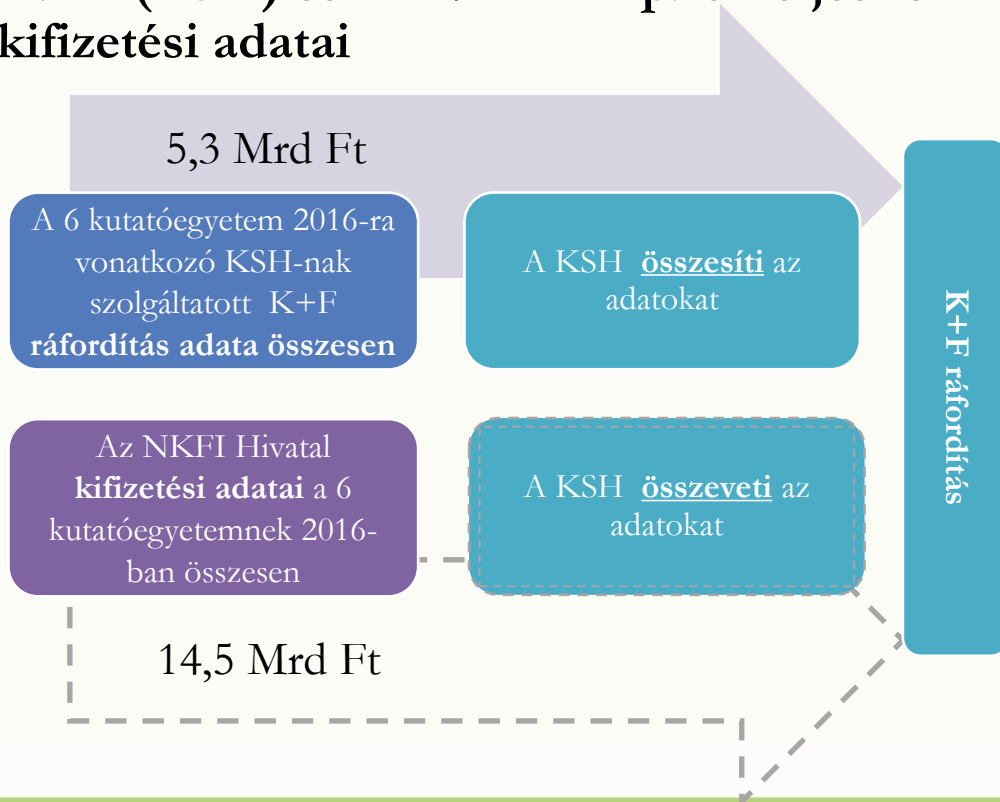 kifizetési adatai
5,3 Mrd Ft
A 6 kutatóegyetem 2016-ra
vonatkozó KSH-nak
szolgáltatott K+F
ráfordítás adata összesen
A KSH összesíti az
adatokat
Az NKFI Hivatal
kifizetési adatai a 6
kutatóegyetemnek 2016-
ban összesen
A KSH összeveti az
adatokat
14,5 Mrd Ft
K+F ráfordítás